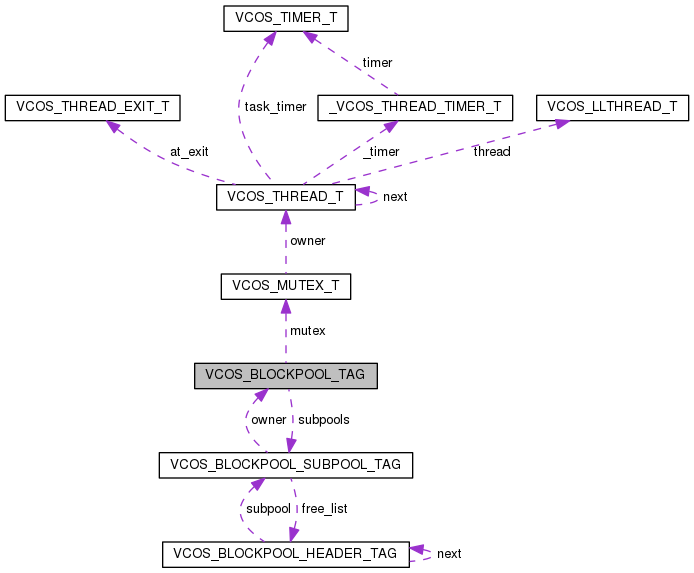 VCOS_TIMER_T
timer
VCOS_THREAD_EXIT_T
task_timer
_VCOS_THREAD_TIMER_T
VCOS_LLTHREAD_T
at_exit
_timer
thread
VCOS_THREAD_T
next
owner
VCOS_MUTEX_T
mutex
VCOS_BLOCKPOOL_TAG
owner
subpools
VCOS_BLOCKPOOL_SUBPOOL_TAG
subpool
free_list
VCOS_BLOCKPOOL_HEADER_TAG
next